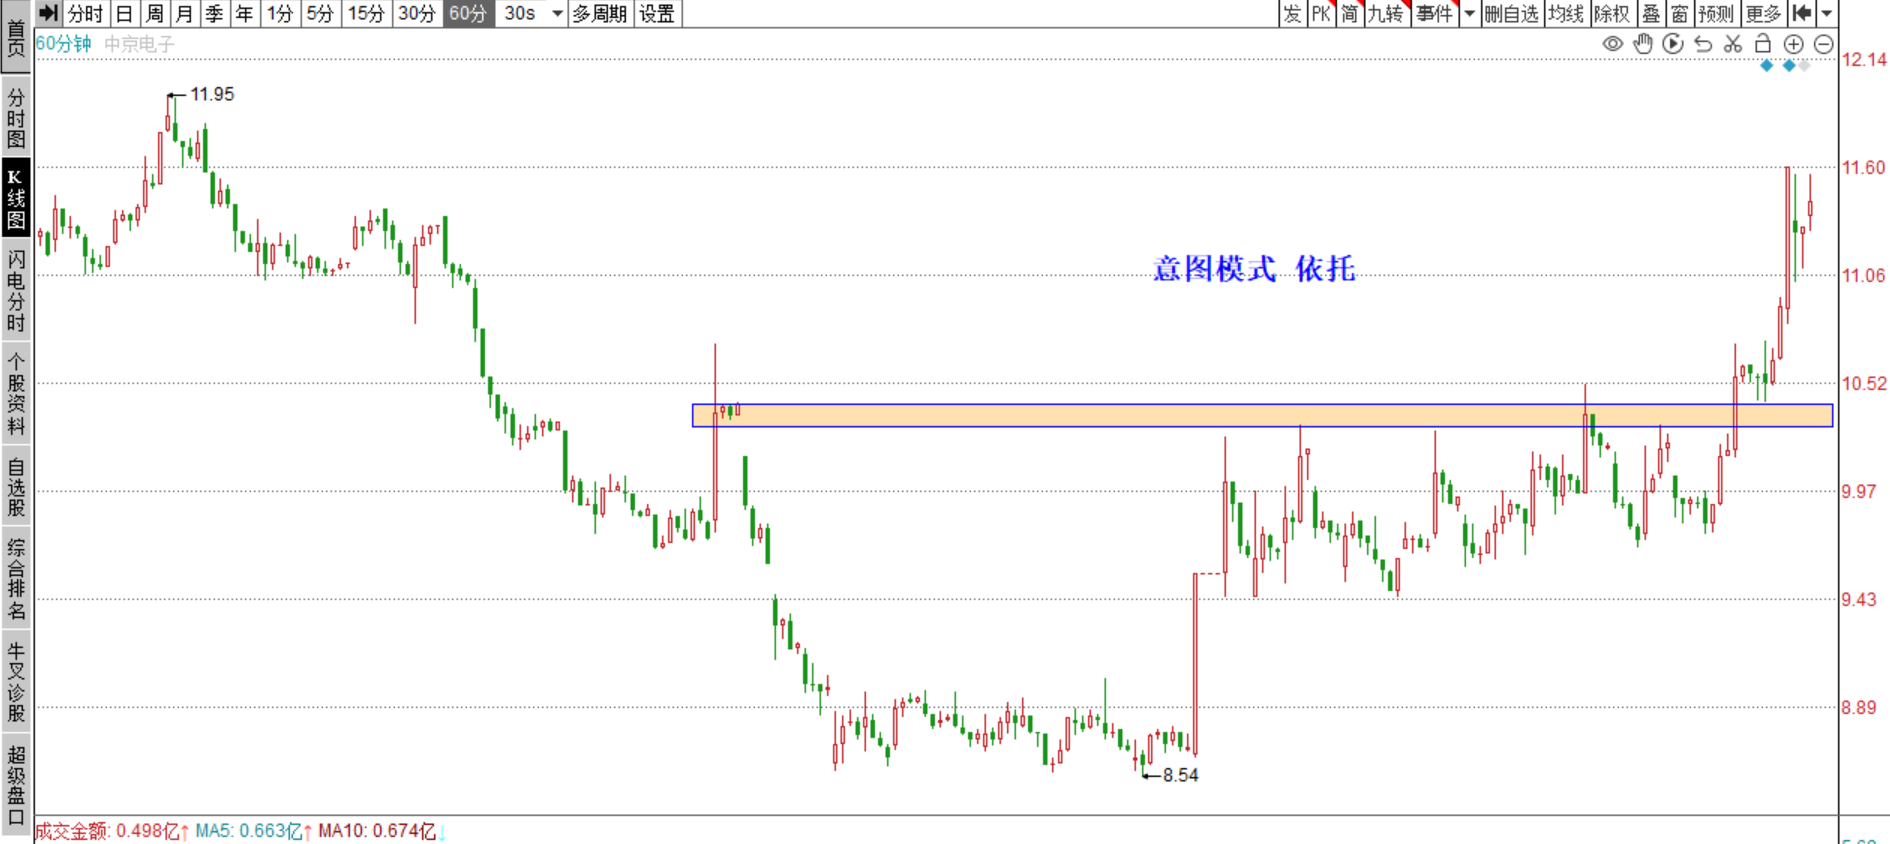 分时 日 周 月 季 年 1分 5分 15分 30分 60分 30s 多周期 设置 发 PK 简 九转 事件 删自选 均线 除权 叠 窗 预测 更多
首页
分时图
K线图
闪电分时
个股资料
自选股
综合排名
牛叉诊股
超级盘口
60分钟 中京电子
12.14
11.95
11.60
意图模式 依托
11.06
10.52
9.97
9.43
8.89
8.54
成交金额: 0.498亿↑ MA5: 0.663亿↑ MA10: 0.674亿↓